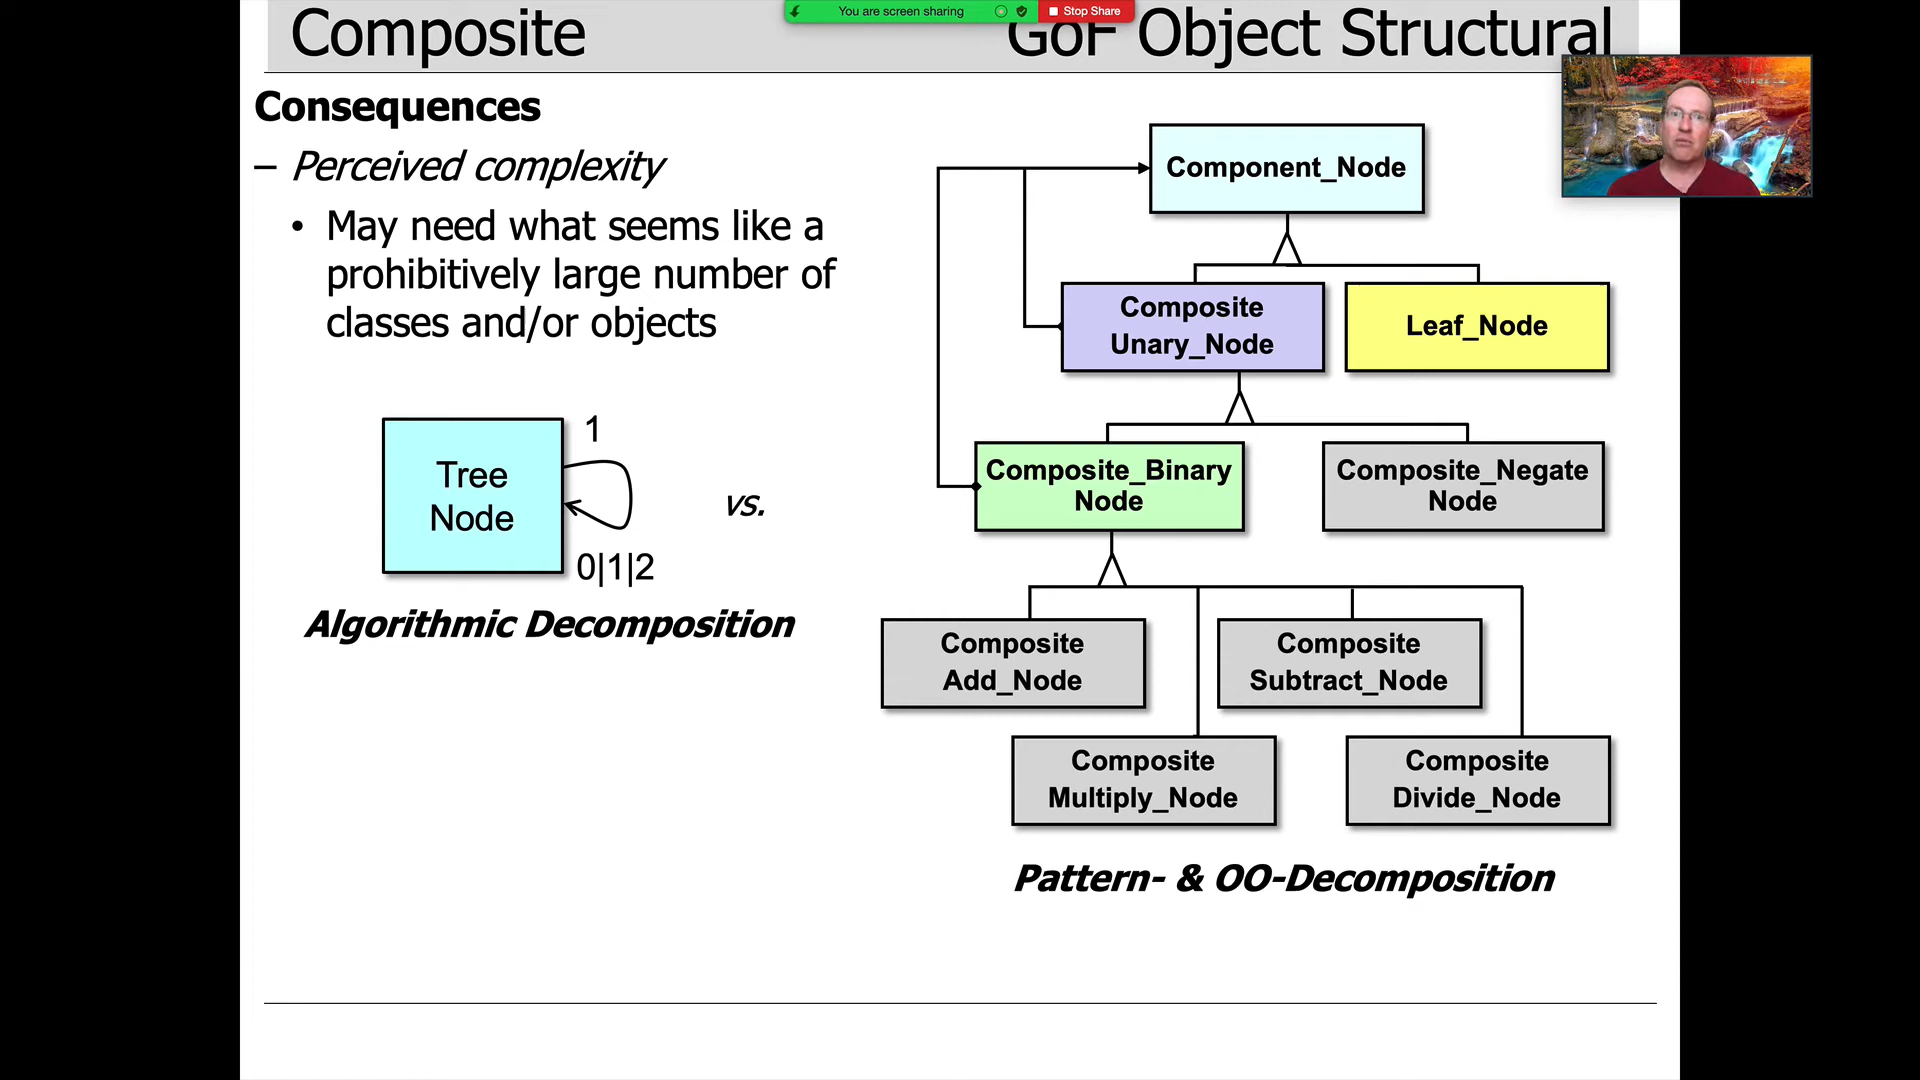 Composite
GoF Object Structural
You are screen sharing
Stop Share
Consequences
– Perceived complexity
• May need what seems like a
prohibitively large number of
classes and/or objects
Tree
Node
1
0|1|2
vs.
Algorithmic Decomposition
Component_Node
Composite
Unary_Node
Leaf_Node
Composite_Binary
Node
Composite_Negate
Node
Composite
Add_Node
Composite
Subtract_Node
Composite
Multiply_Node
Composite
Divide_Node
Pattern- & OO-Decomposition